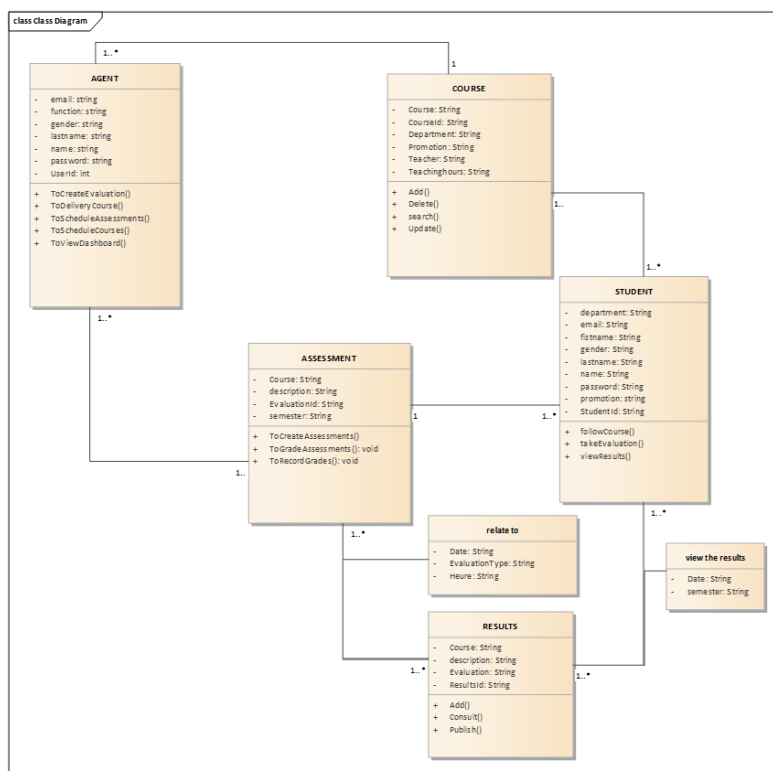 class Class Diagram
1..*
1
AGENT
- email: string
- function: string
- gender: string
- lastname: string
- name: string
- password: string
- UserId: int
+ ToCreateEvaluation()
+ ToDeliveryCourse()
+ ToScheduleAssessments()
+ ToScheduleCourses()
+ ToViewDashboard()
1..*
COURSE
- Course: String
- CourseId: String
- Department: String
- Promotion: String
- Teacher: String
- Teachinghours: String
+ Add()
+ Delete()
+ search()
+ Update()
1..
1..*
STUDENT
- department: String
- email: String
- fistname: String
- gender: String
- lastname: String
- name: String
- password: String
- promotion: string
- StudentId: String
+ followCourse()
+ takeEvaluation()
+ viewResults()
1..*
ASSESSMENT
- Course: String
- description: String
- EvaluationId: String
- semester: String
+ ToCreateAssessments()
+ ToGradeAssessments(): void
+ ToRecordGrades(): void
1
1..*
1..
1..*
relate to
- Date: String
- EvaluationType: String
- Heure: String
view the results
- Date: String
- semester: String
RESULTS
- Course: String
- description: String
- Evaluation: String
- ResultsId: String
+ Add()
+ Consult()
+ Publish()
1..*
1..*